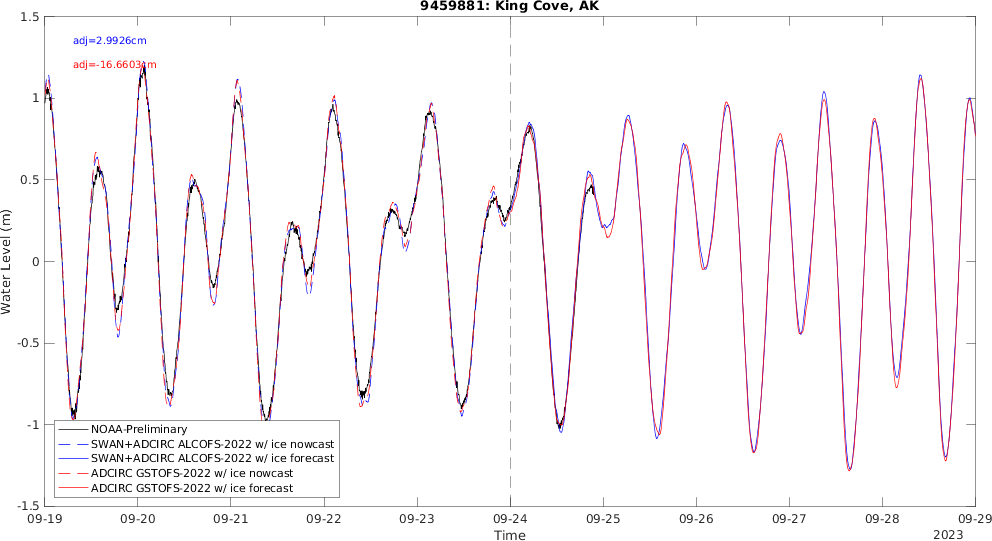 9459881: King Cove, AK
1.5
adj=2.9926cm
adj=-16.6603cm
1
0.5
0
-0.5
-1
-1.5
Water Level (m)
NOAA-Preliminary
SWAN+ADCIRC ALCOFS-2022 w/ ice nowcast
SWAN+ADCIRC ALCOFS-2022 w/ ice forecast
ADCIRC GSTOFS-2022 w/ ice nowcast
ADCIRC GSTOFS-2022 w/ ice forecast
09-19 09-20 09-21 09-22 09-23 09-24 09-25 09-26 09-27 09-28 09-29
Time
2023